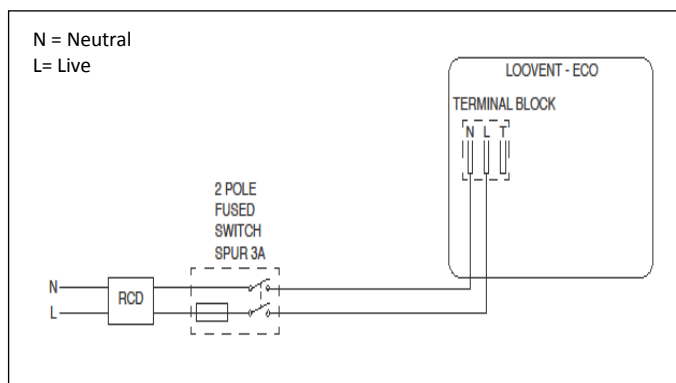 N = Neutral
L= Live
LOOVENT - ECO
TERMINAL BLOCK
N L T
2 POLE
FUSED
SWITCH
SPUR 3A
N
RCD
L